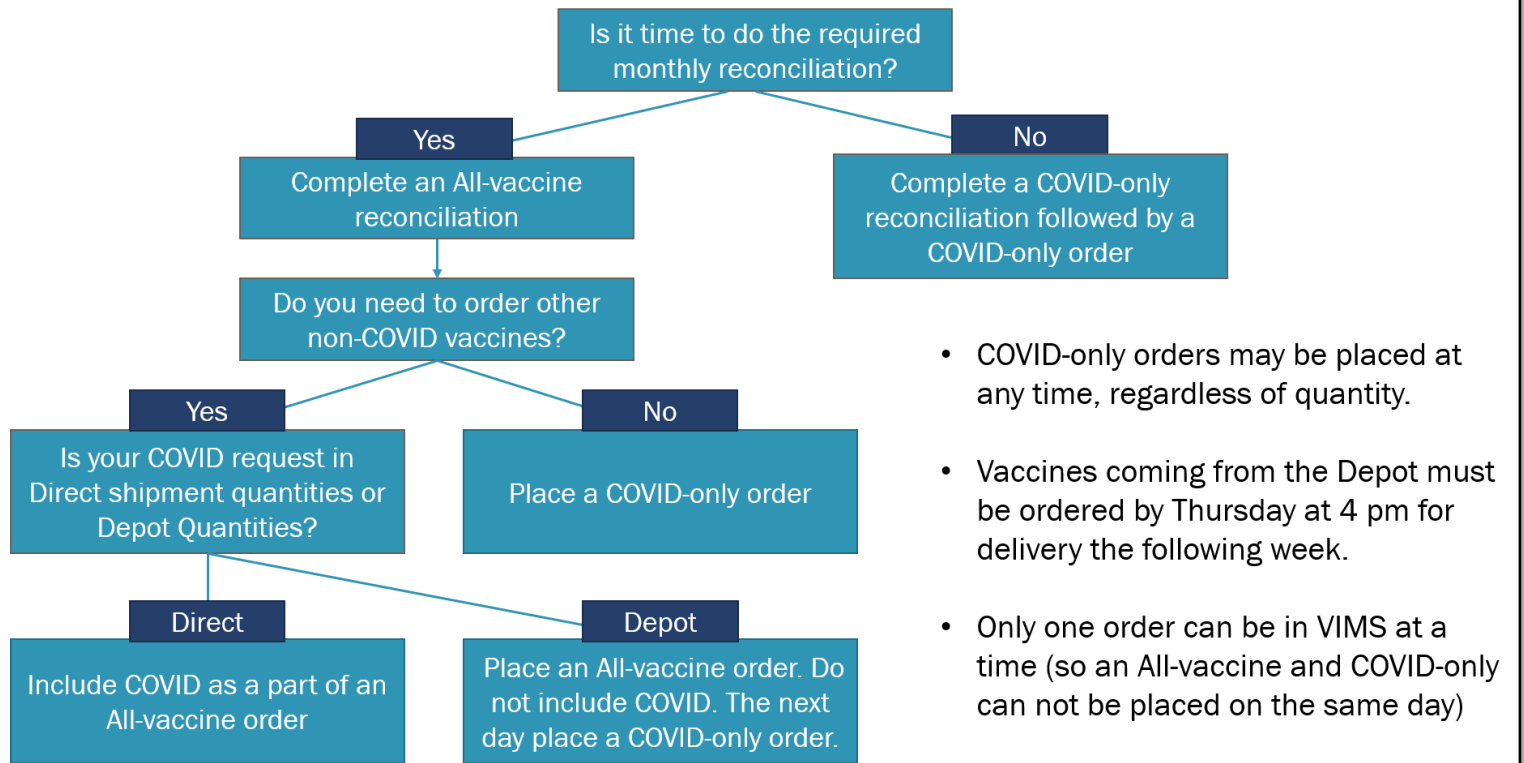 Is it time to do the required
monthly reconciliation?
Yes
No
Complete an All-vaccine
reconciliation
Complete a COVID-only
reconciliation followed by a
COVID-only order
Do you need to order other
non-COVID vaccines?
Yes
No
Is your COVID request in
Direct shipment quantities or
Depot Quantities?
Place a COVID-only order
Direct
Depot
Include COVID as a part of an
All-vaccine order
Place an All-vaccine order. Do
not include COVID. The next
day place a COVID-only order.
• COVID-only orders may be placed at
any time, regardless of quantity.
• Vaccines coming from the Depot must
be ordered by Thursday at 4 pm for
delivery the following week.
• Only one order can be in VIMS at a
time (so an All-vaccine and COVID-only
can not be placed on the same day)